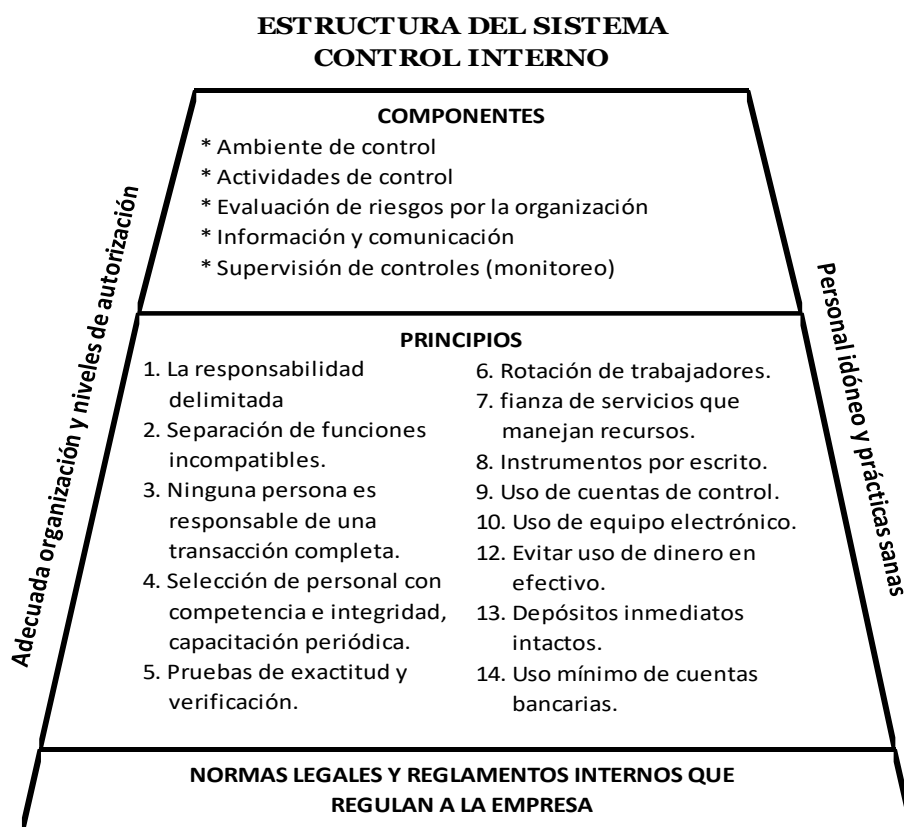 ESTRUCTURA DEL SISTEMA
CONTROL INTERNO
COMPONENTES
* Ambiente de control
* Actividades de control
* Evaluación de riesgos por la organización
* Información y comunicación
* Supervisión de controles (monitoreo)
Adecuada organización y niveles de autorización
Personal idóneo y prácticas sanas
PRINCIPIOS
1. La responsabilidad
delimitada
2. Separación de funciones
incompatibles.
3. Ninguna persona es
responsable de una
transacción completa.
4. Selección de personal con
competencia e integridad,
capacitación periódica.
5. Pruebas de exactitud y
verificación.
6. Rotación de trabajadores.
7. fianza de servicios que
manejan recursos.
8. Instrumentos por escrito.
9. Uso de cuentas de control.
10. Uso de equipo electrónico.
12. Evitar uso de dinero en
efectivo.
13. Depósitos inmediatos
intactos.
14. Uso mínimo de cuentas
bancarias.
NORMAS LEGALES Y REGLAMENTOS INTERNOS QUE
REGULAN A LA EMPRESA